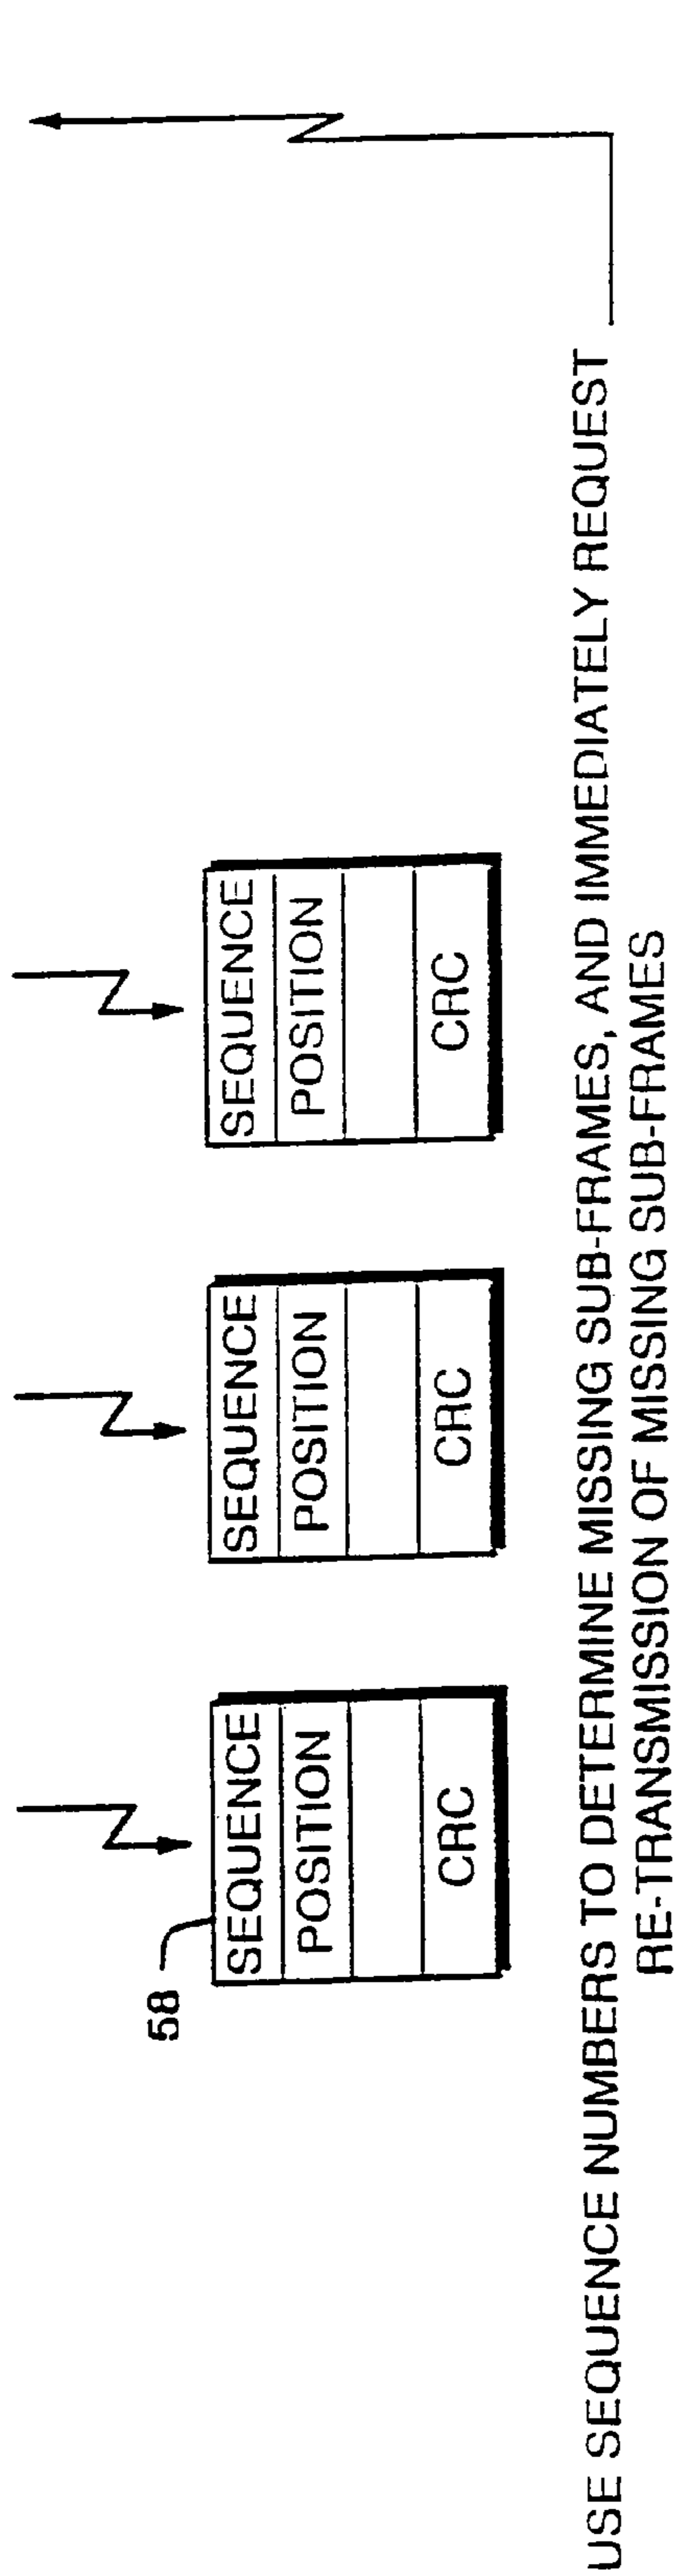 58
SEQUENCE
POSITION
CRC
SEQUENCE
POSITION
CRC
SEQUENCE
POSITION
CRC
USE SEQUENCE NUMBERS TO DETERMINE MISSING SUB-FRAMES, AND IMMEDIATELY REQUEST
RE-TRANSMISSION OF MISSING SUB-FRAMES